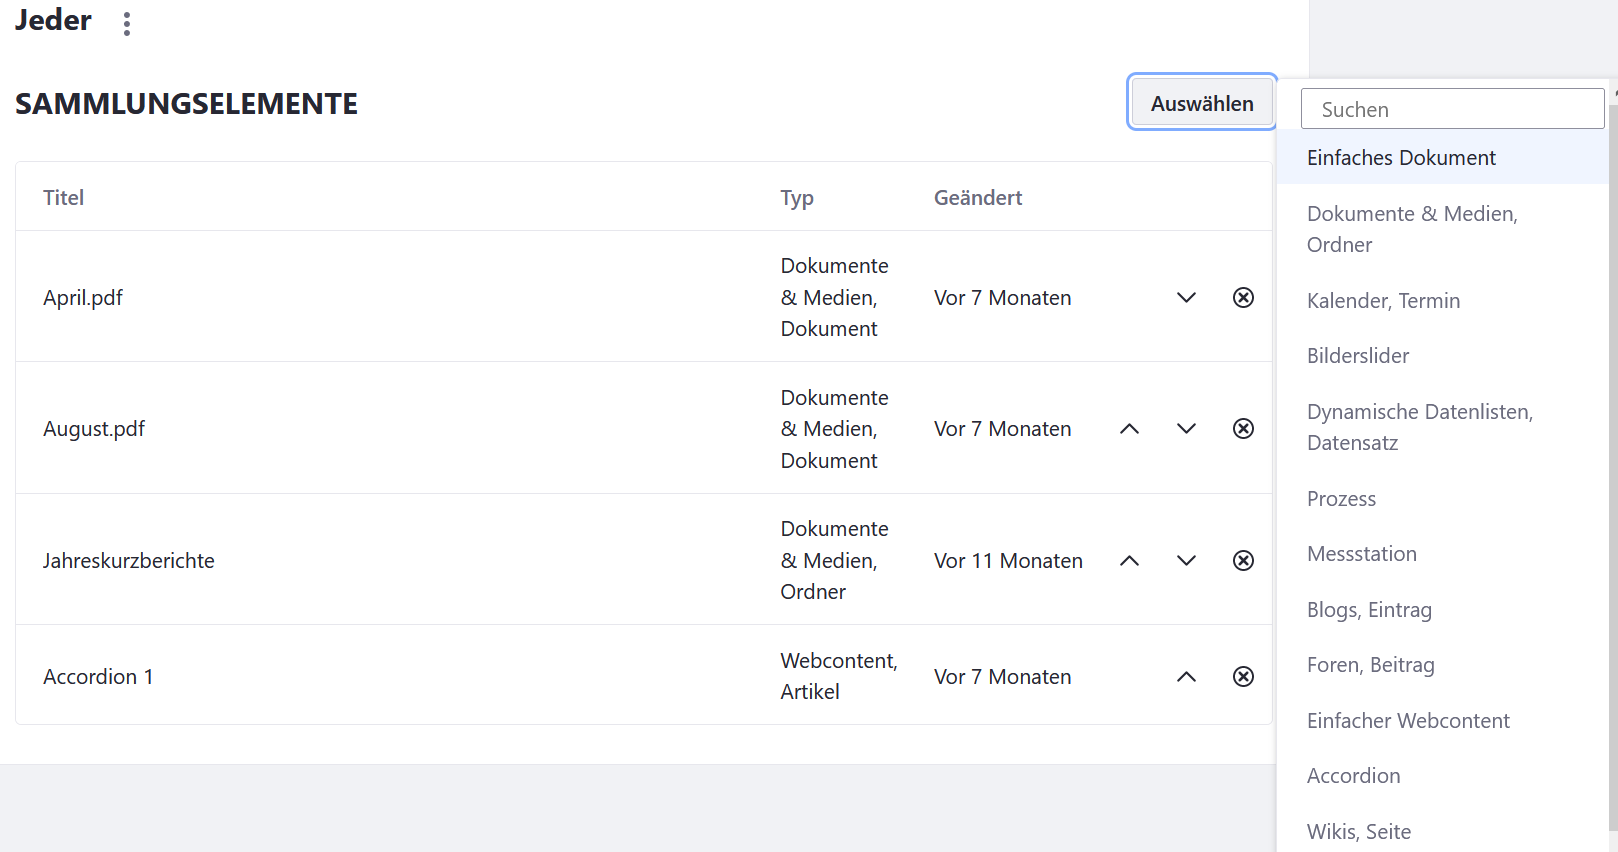 Jeder
SAMMLUNGSELEMENTE
Auswählen
Titel Typ Geändert
April.pdf
Dokumente
& Medien,
Dokument
Vor 7 Monaten
August.pdf
Dokumente
& Medien,
Dokument
Vor 7 Monaten
Jahreskurzberichte
Dokumente
& Medien,
Ordner
Vor 11 Monaten
Accordion 1
Webcontent,
Artikel
Vor 7 Monaten
Suchen
Einfaches Dokument
Dokumente & Medien,
Ordner
Kalender, Termin
Bilderslider
Dynamische Datenlisten,
Datensatz
Prozess
Messstation
Blogs, Eintrag
Foren, Beitrag
Einfacher Webcontent
Accordion
Wikis, Seite